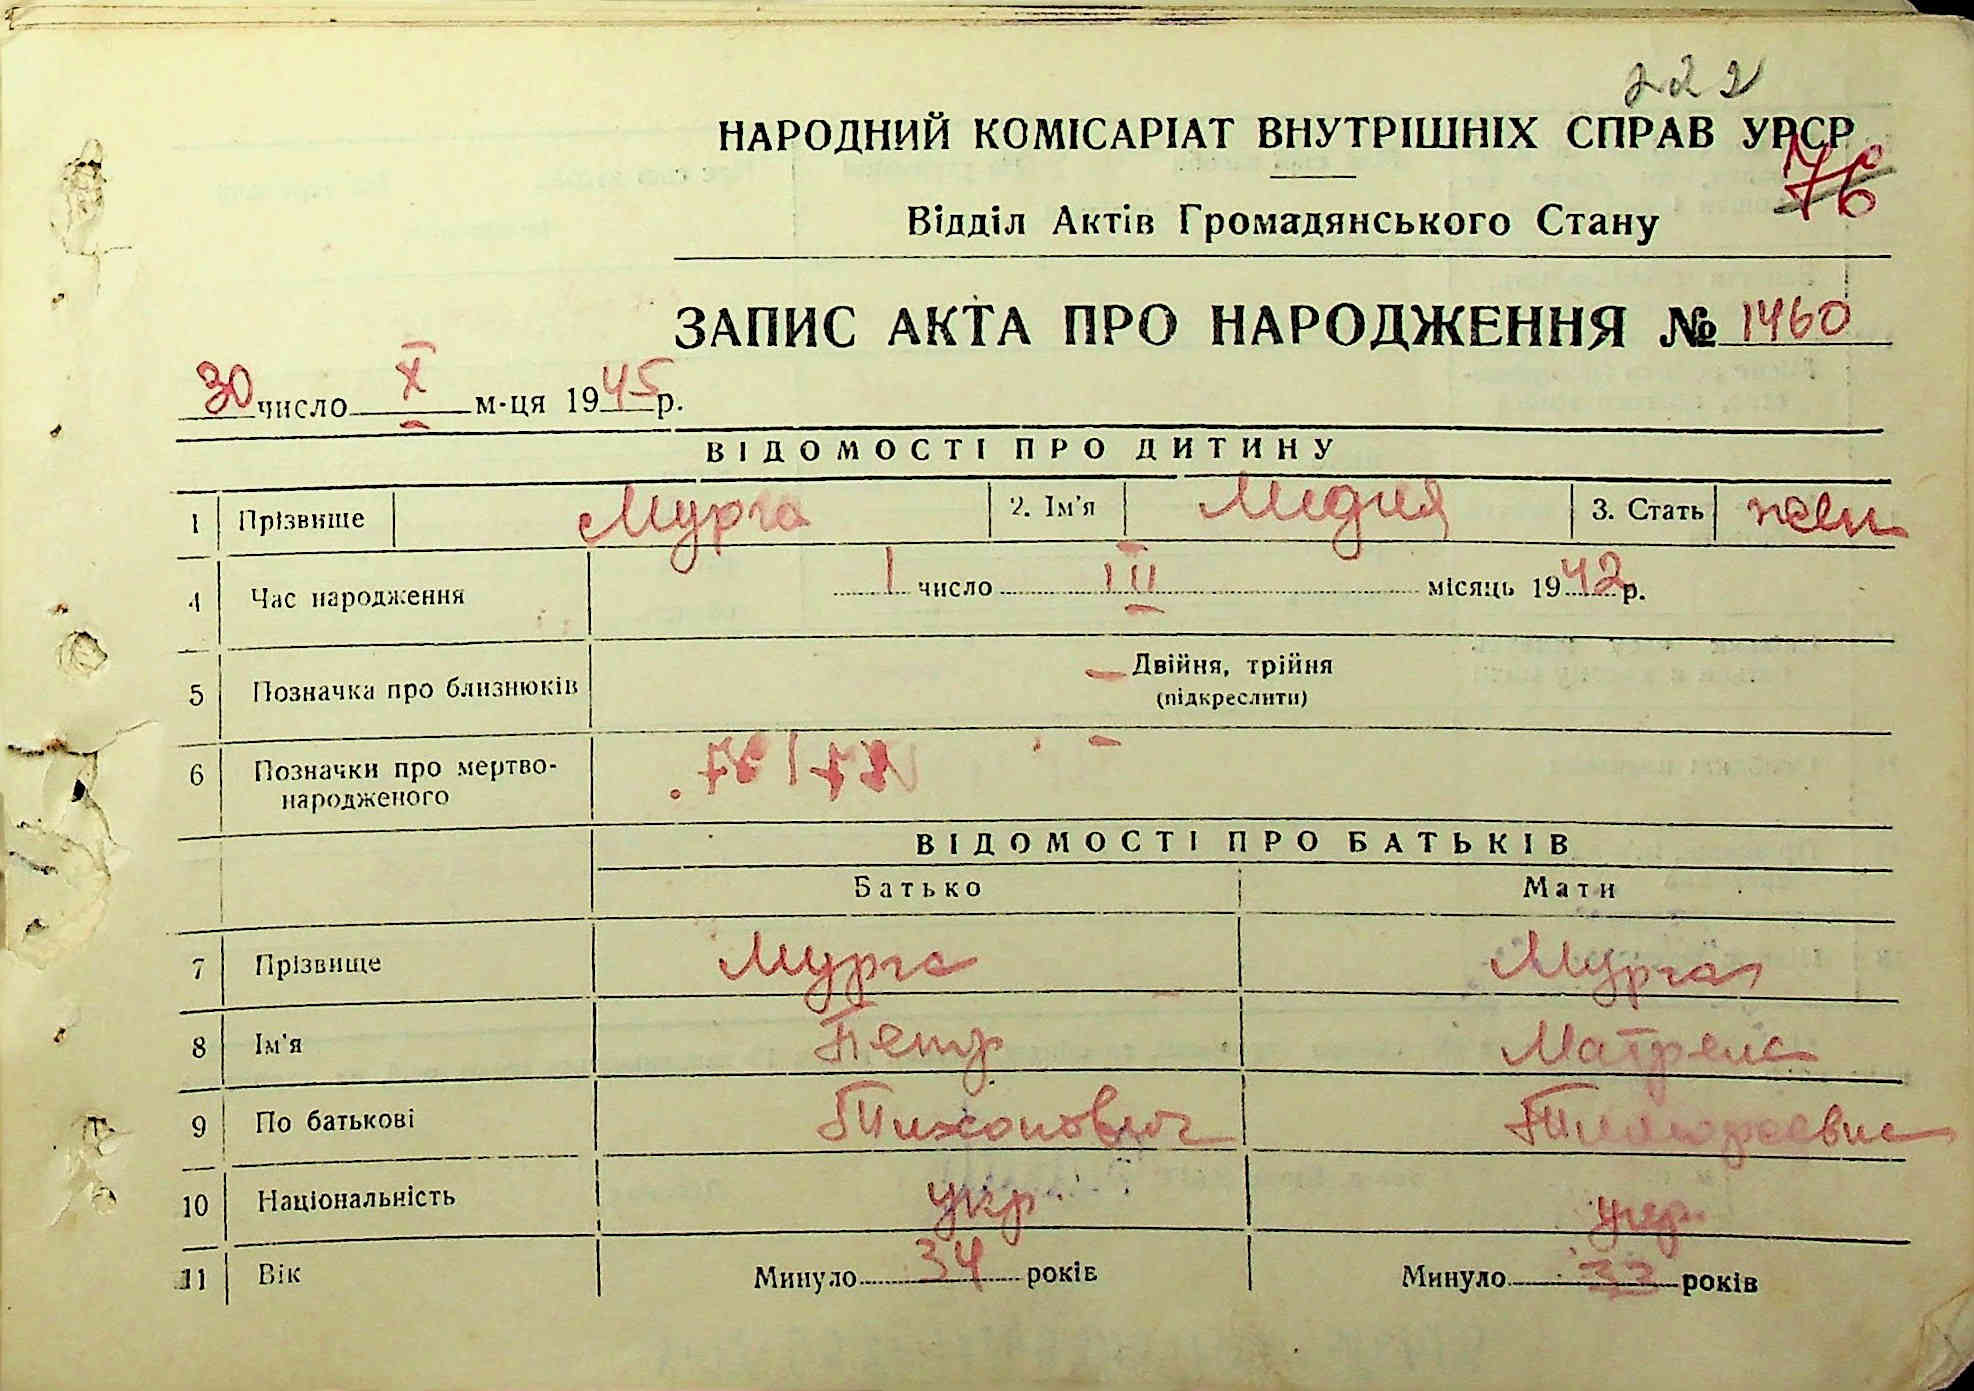 222
НАРОДНИЙ КОМІСАРІАТ ВНУТРІШНІХ СПРАВ УРСР
76
Відділ Актів Громадянського Стану
ЗАПИС АКТА ПРО НАРОДЖЕННЯ № 1460
30 число X м-ця 1945 р.
ВІДОМОСТІ ПРО ДИТИНУ
1 Прізвище Мурга 2. Ім'я Лидия 3. Стать жен
4 Час народження 1 число III місяць 1942 р.
5 Позначка про близнюків Двійня, трійня
(підкреслити)
6 Позначки про мертво-
народженого
ВІДОМОСТІ ПРО БАТЬКІВ
Батько Мати
7 Прізвище Мурга Мурга
8 Ім'я Петр Матрена
9 По батькові Тихонович
10 Національність укр укр
11 Вік Минуло 34 років Минуло 33 років